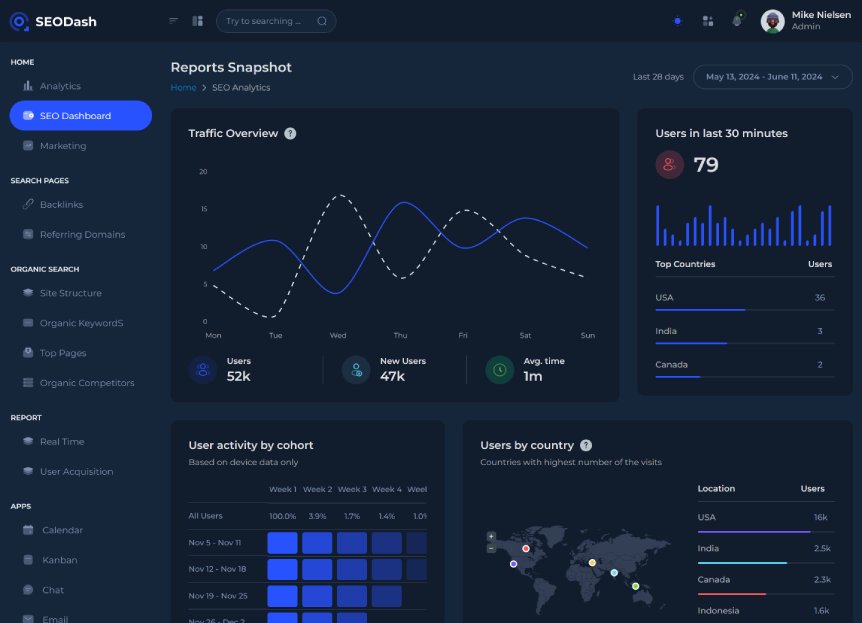 SEODash
Try to searching ...
Mike Nielsen
Admin
HOME
Analytics
SEO Dashboard
Marketing
SEARCH PAGES
Backlinks
Referring Domains
ORGANIC SEARCH
Site Structure
Organic KeywordS
Top Pages
Organic Competitors
REPORT
Real Time
User Acquisition
APPS
Calendar
Kanban
Chat
Email
Reports Snapshot
Home > SEO Analytics
Last 28 days
May 13, 2024 - June 11, 2024
Traffic Overview ?
20
15
10
5
0
Mon Tue Wed Thu Fri Sat Sun
Users
52k
New Users
47k
Avg. time
1m
Users in last 30 minutes
79
Top Countries Users
USA 36
India 3
Canada 2
User activity by cohort
Based on device data only
Week 1 Week 2 Week 3 Week 4 Weel
All Users 100.0% 3.9% 1.7% 1.4% 1.0%
Nov 5 - Nov 11
Nov 12 - Nov 18
Nov 19 - Nov 25
Nov 26 - Dec 2
Users by country ?
Countries with highest number of the visits
+
−
Location Users
USA 16k
India 2.5k
Canada 2.3k
Indonesia 1.6k